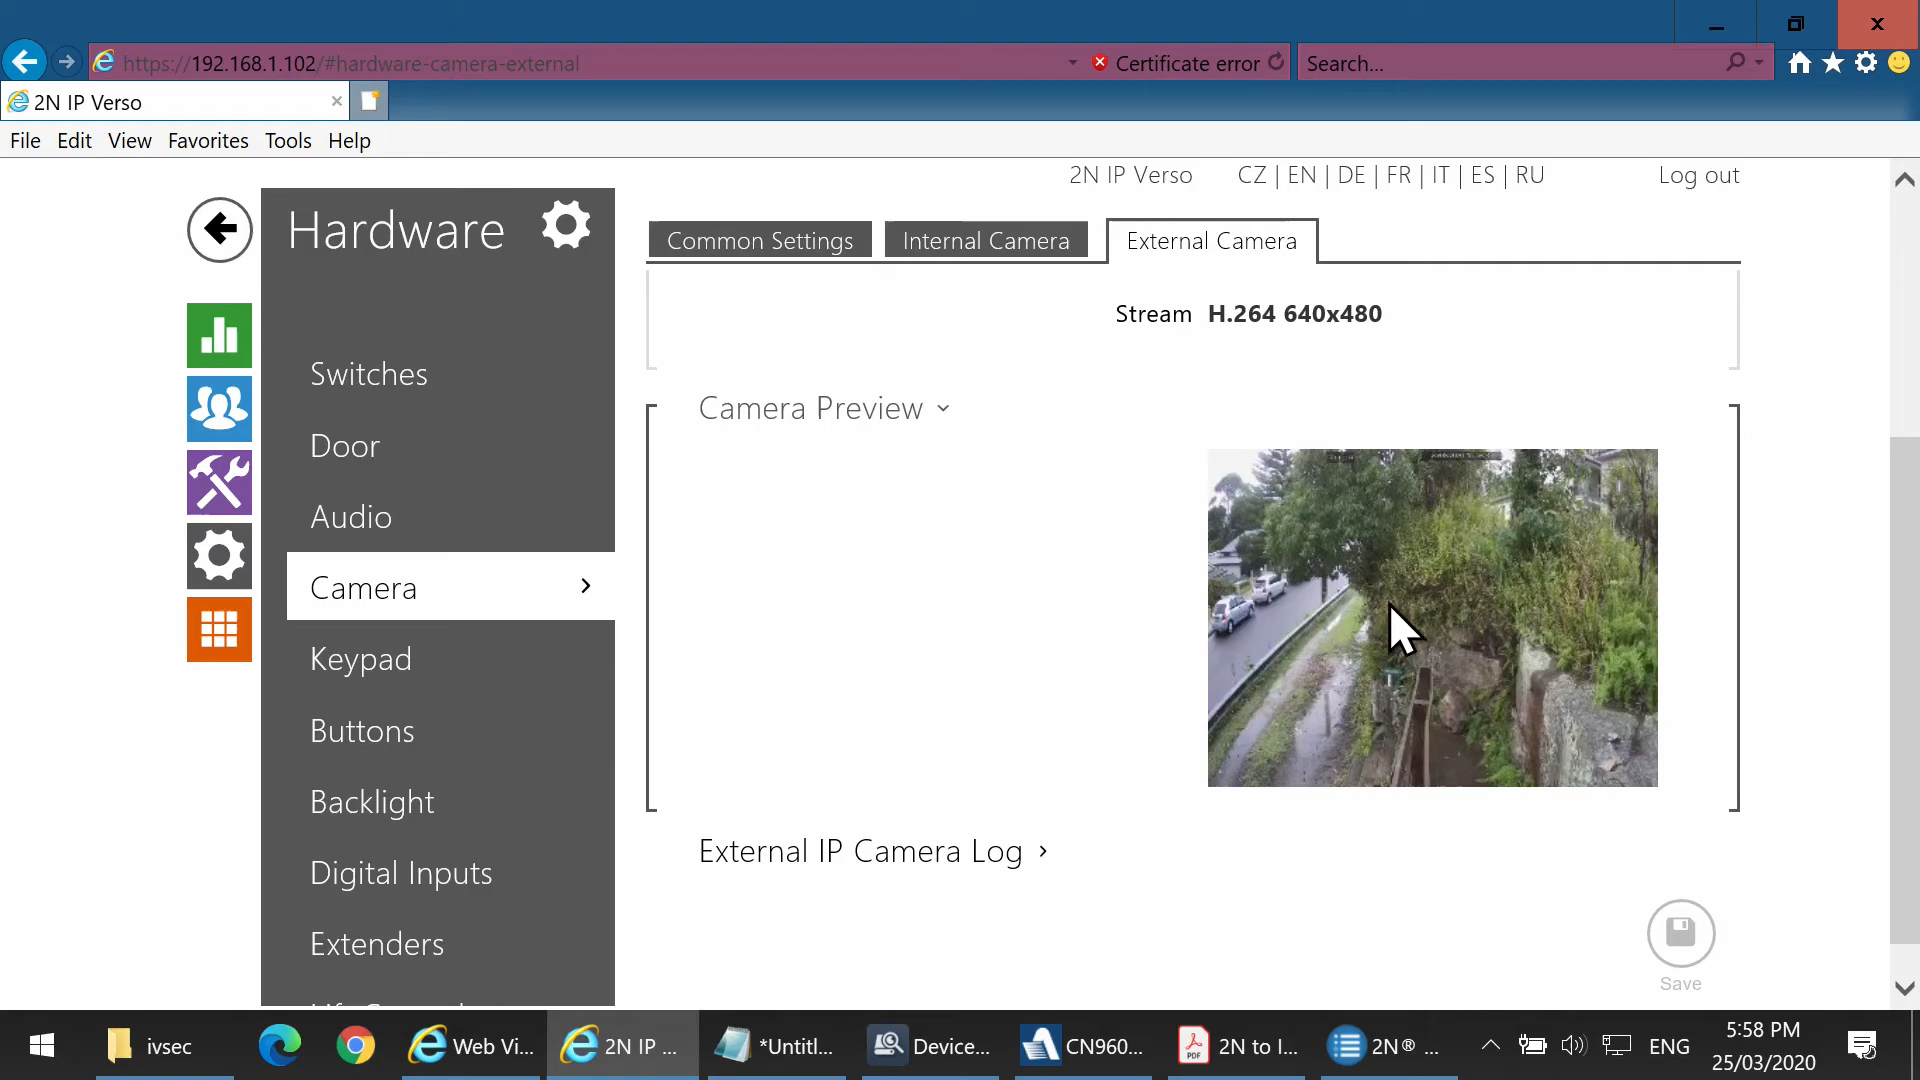 https://192.168.1.102/#hardware-camera-external
Certificate error
Search...
2N IP Verso
File Edit View Favorites Tools Help
2N IP Verso CZ | EN | DE | FR | IT | ES | RU Log out
Hardware
Common Settings Internal Camera External Camera
Stream H.264 640x480
Switches
Camera Preview
Door
Audio
Camera
Keypad
Buttons
Backlight
External IP Camera Log
Digital Inputs
Extenders
Save
ivsec
Web Vi...
2N IP ...
*Untitl...
Device...
CN960...
PDF
2N to I...
2N® ...
ENG
5:58 PM
25/03/2020